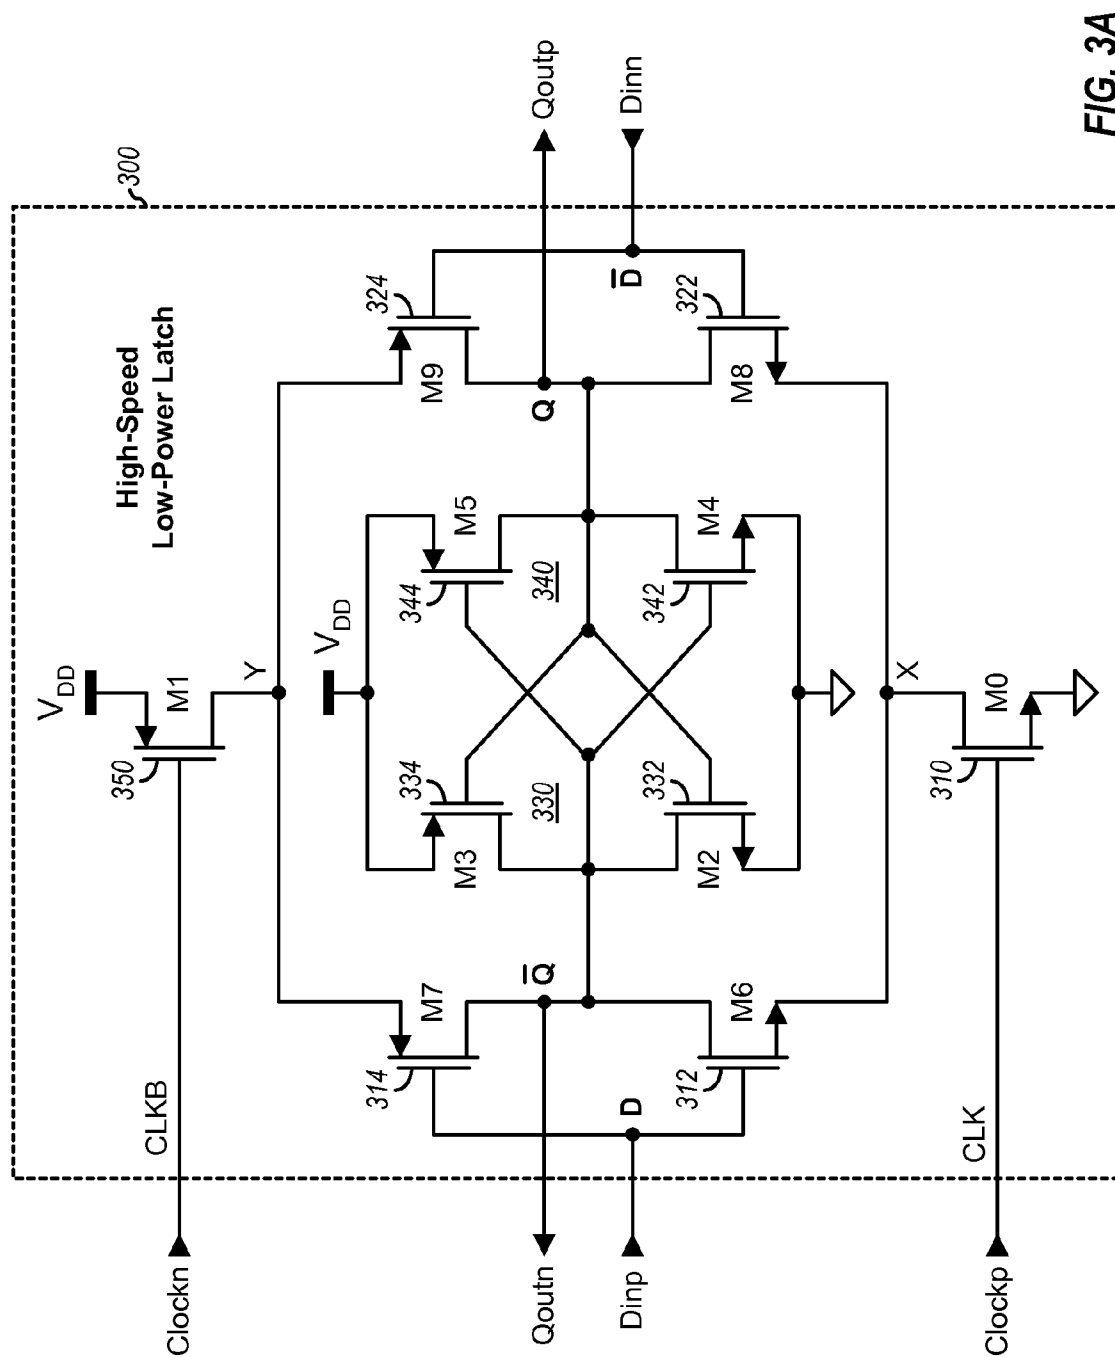 High-Speed
Low-Power Latch
300
Clockn
CLKB
350
VDD
M1
Y
VDD
314
M7
334
M3
330
344
M5
340
324
M9
Qoutn
Q̅
Q
Qoutp
Dinp
D
D̅
Dinn
312
M6
332
M2
342
M4
322
M8
X
Clockp
CLK
310
M0
FIG. 3A